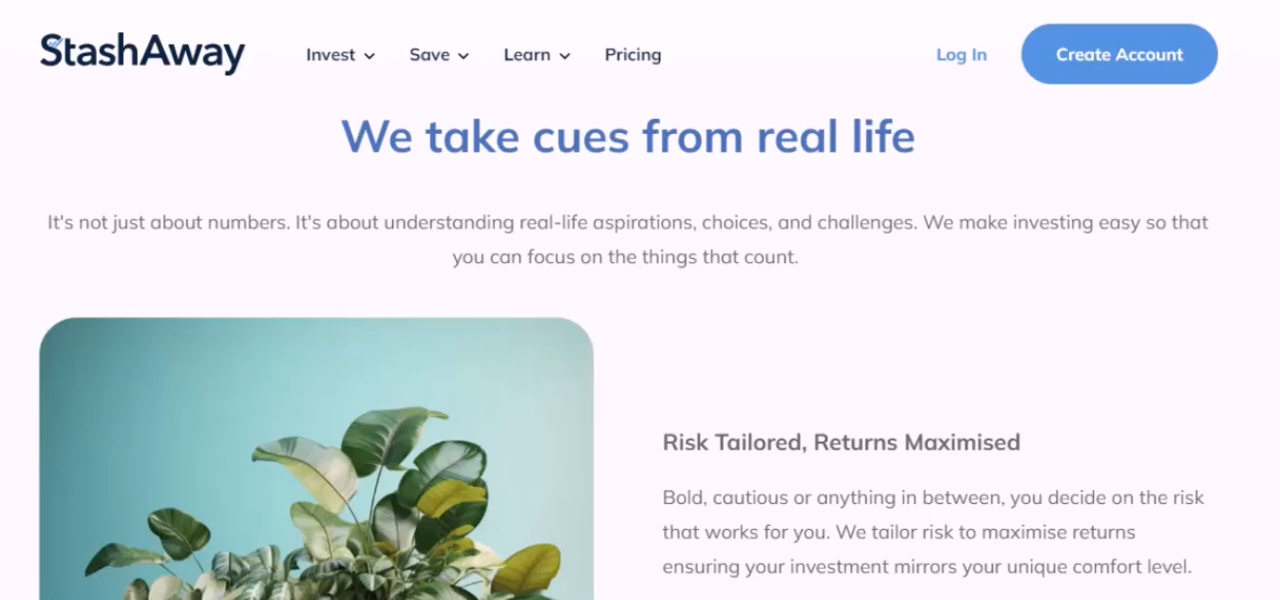 StashAway
Invest Save Learn Pricing Log In Create Account
We take cues from real life
It's not just about numbers. It's about understanding real-life aspirations, choices, and challenges. We make investing easy so that
you can focus on the things that count.
Risk Tailored, Returns Maximised
Bold, cautious or anything in between, you decide on the risk
that works for you. We tailor risk to maximise returns
ensuring your investment mirrors your unique comfort level.